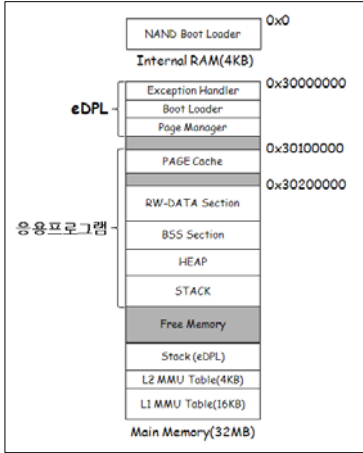 0x0
NAND Boot Loader
Internal RAM(4KB)
0x30000000
Exception Handler
eDPL
Boot Loader
Page Manager
0x30100000
PAGE Cache
0x30200000
RW-DATA Section
응용프로그램
BSS Section
HEAP
STACK
Free Memory
Stack (eDPL)
L2 MMU Table(4KB)
L1 MMU Table(16KB)
Main Memory(32MB)